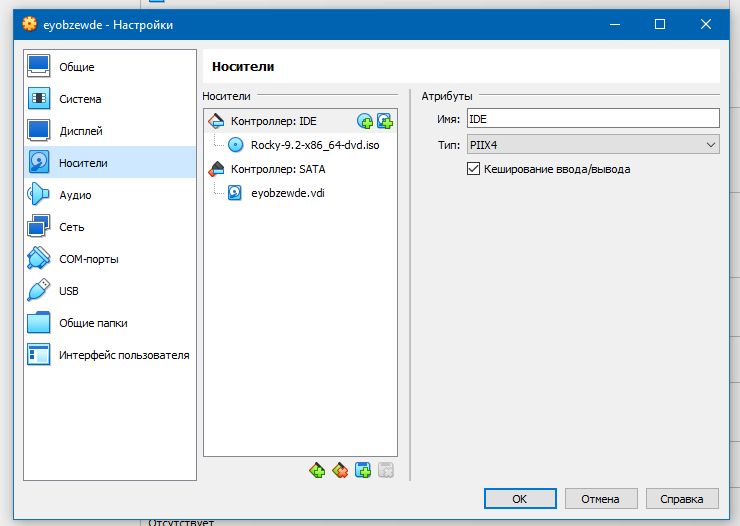 eyobzewde - Настройки
Общие
Система
Дисплей
Носители
Аудио
Сеть
COM-порты
USB
Общие папки
Интерфейс пользователя
Носители
Носители
Контроллер: IDE
Rocky-9.2-x86_64-dvd.iso
Контроллер: SATA
eyobzewde.vdi
Атрибуты
Имя: IDE
Тип: PIIX4
Кеширование ввода/вывода
OK
Отмена
Справка
Отсутствует